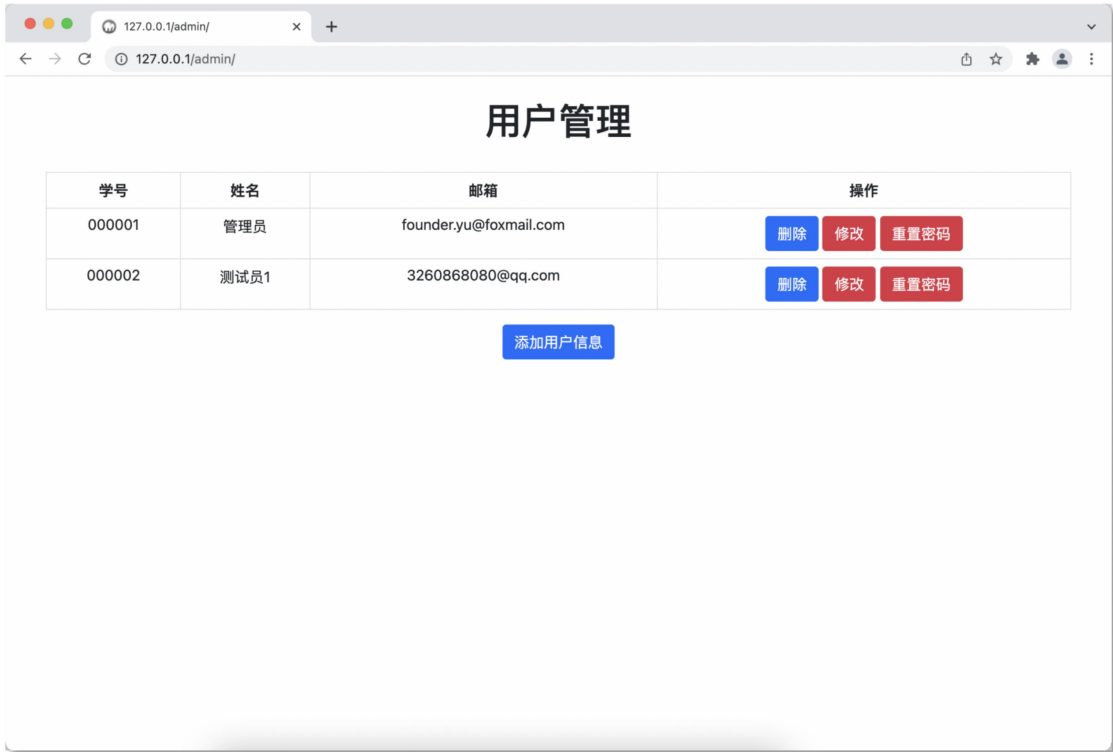 127.0.0.1/admin/
127.0.0.1/admin/
用户管理
学号 姓名 邮箱 操作
000001 管理员 founder.yu@foxmail.com 删除 修改 重置密码
000002 测试员1 3260868080@qq.com 删除 修改 重置密码
添加用户信息